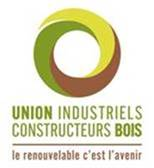 UNION INDUSTRIELS
CONSTRUCTEURS BOIS
le renouvelable c'est l'avenir